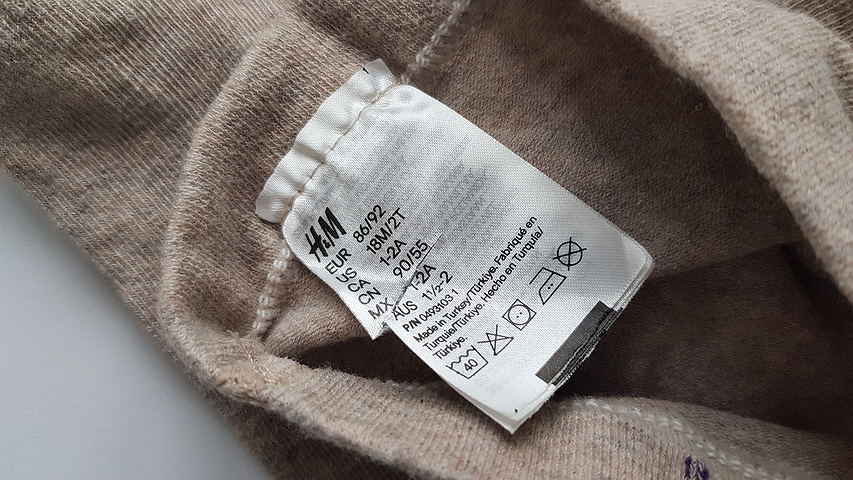 H&M
EUR 86/92
US 18M/2T
CA 1-2A
CN 90/55
MX 1-2A
AUS 1½-2
P/N 0493103 1
Made in Turkey/Türkiye. Fabriqué en
Turquie/Türkiye. Hecho en Turquía/
Türkiye.
40